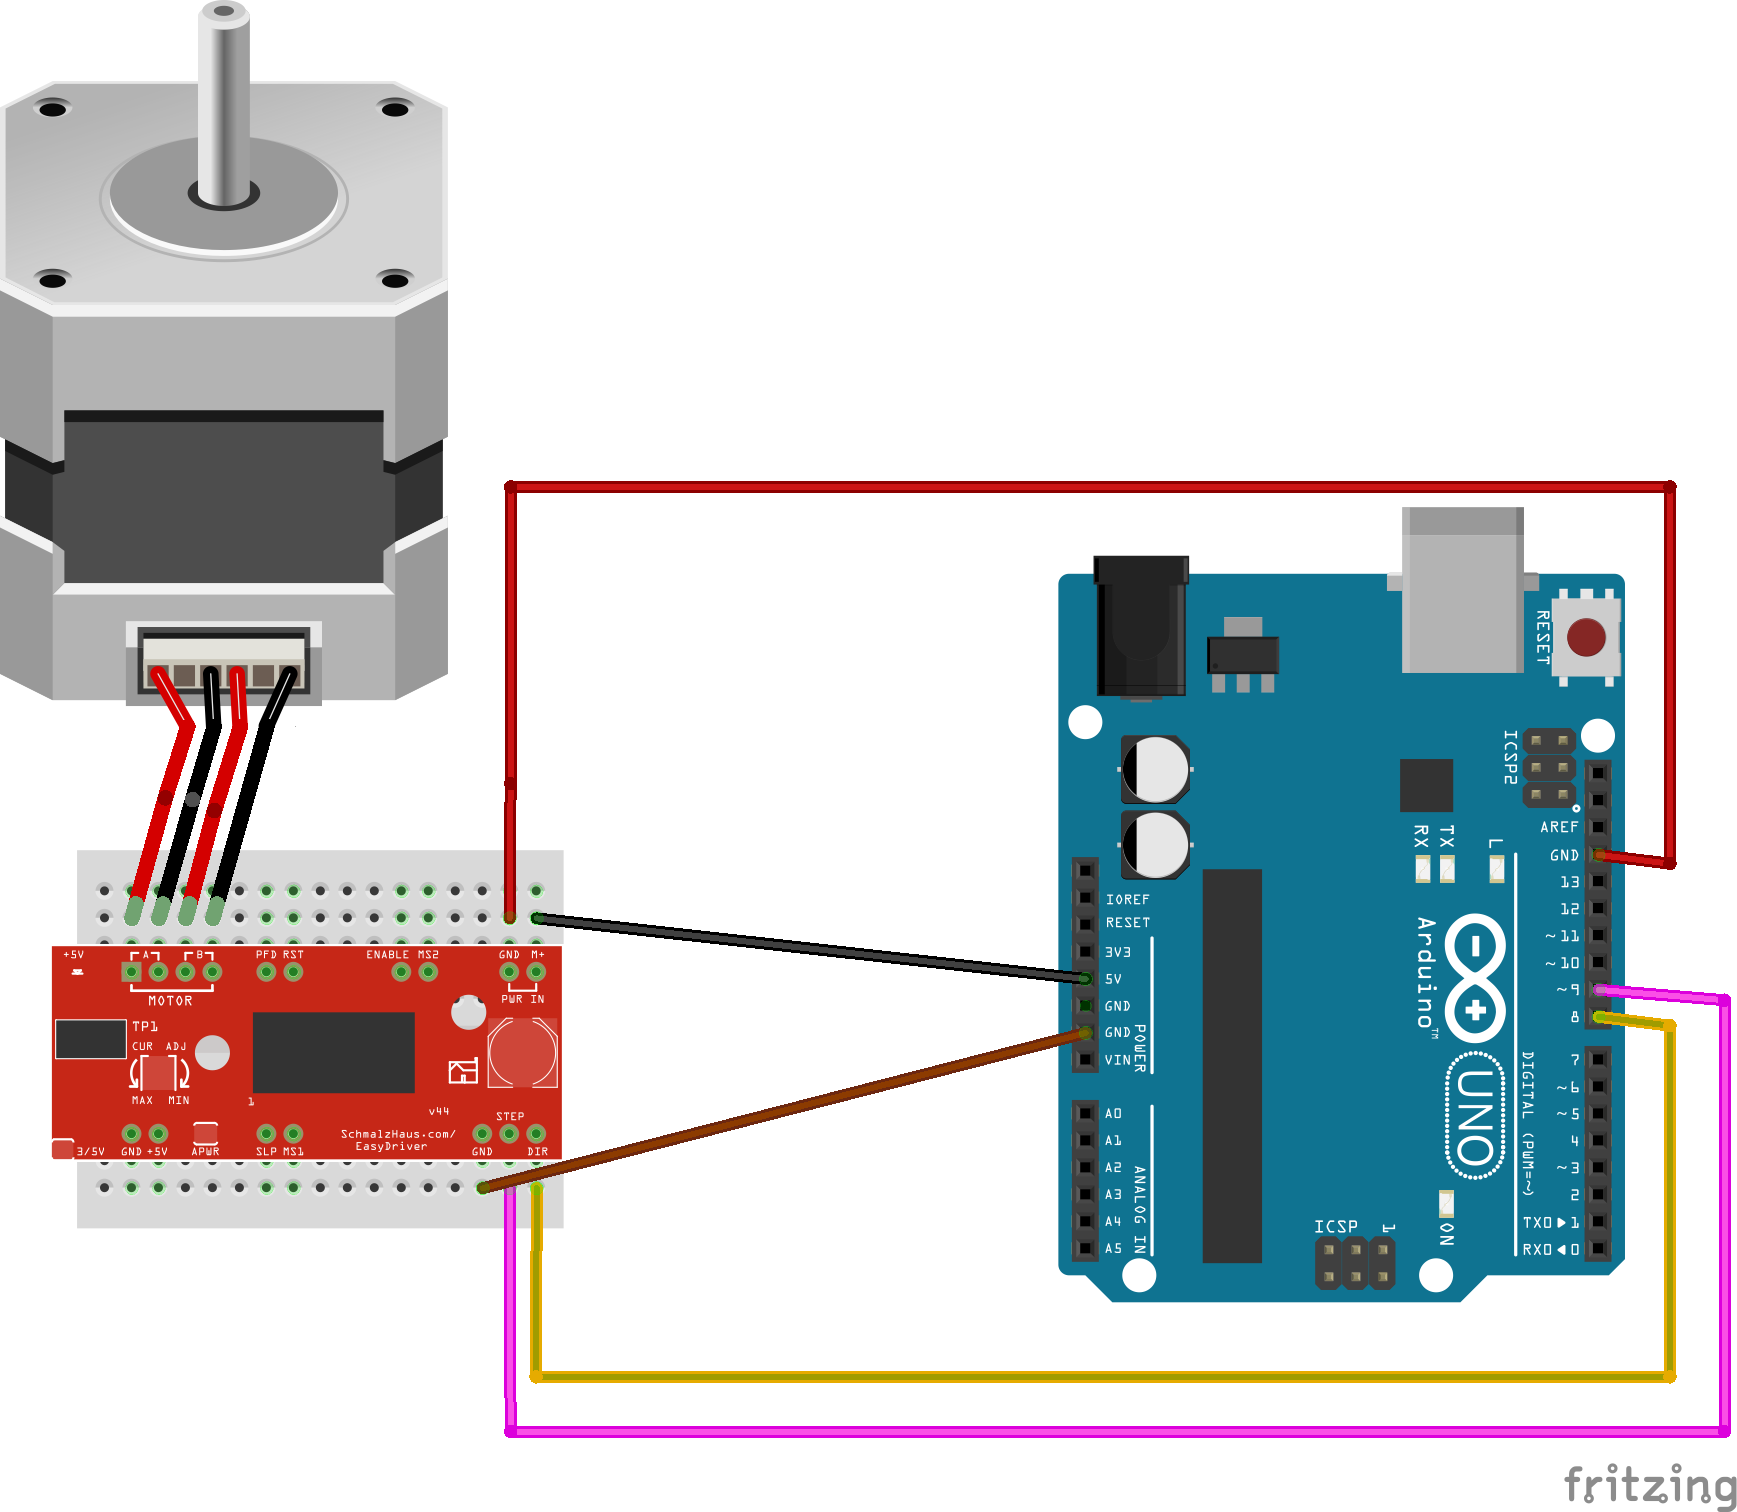 +5V
A
B
PFD RST
ENABLE MS2
GND M+
MOTOR
PWR IN
TP1
CUR ADJ
MAX MIN
1
v44
STEP
SchmalzHaus.com/
EasyDriver
3/5V
GND +5V
APWR
SLP MS1
GND
DIR
RESET
ICSP2
AREF
GND
13
12
~11
~10
~9
8
7
~6
~5
4
~3
2
TX0▶1
RX0◀0
RX
TX
L
IOREF
RESET
3V3
5V
GND
GND
VIN
POWER
A0
A1
A2
A3
A4
A5
ANALOG IN
Arduino™
UNO
DIGITAL (PWM=~)
ICSP
1
ON
fritzing